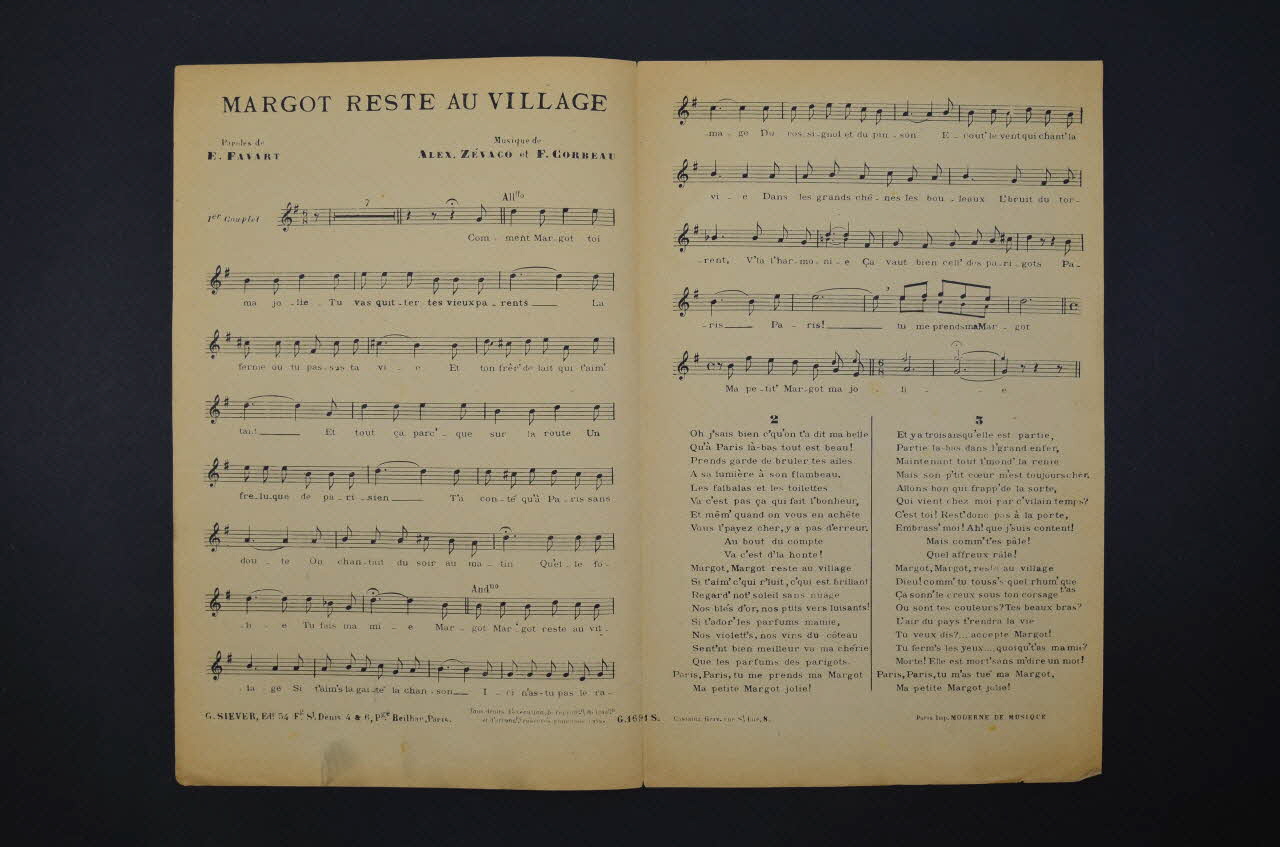 MARGOT RESTE AU VILLAGE
Paroles de
E. FAVART
Musique de
ALEX. ZÉVACO et F. CORBEAU
1er Couplet
7
All tto
Com - ment Mar - got toi
ma jo - lie - Tu vas quit - ter tes vieux pa - rents La
ferme ou tu pas - sas ta vi - e Et ton frèr' de lait qui t'aim'
tant! Et tout ça parc' - que sur la route Un
fre - lu - que de pa - ri - sien T'a con - té qu'à Pa - ris sans
dou - te On chan - tait du soir au ma - tin Quel - le fo -
- li - e Tu fais ma mi - e Mar - got Mar - got reste au vil -
And no
- la - ge Si t'aim's la gaî - té la chan - son I - ci n'as - tu pas le ra -
G. SIEVER, Edr 54 Fg St Denis 4 & 6, Pge Beilhac, Paris.
G. 1691 S.
- ma - ge Du ros - si - gnol et du pin - son E - cout' le vent qui chant' la
vi - e Dans les grands chê - nes les bou - leaux L'bruit du tor -
- rent, V'la l'har - mo - ni - e Ça vaut bien cell' des pa - ri - gots Pa -
- ris Pa - ris! tu me prends ma Mar - got
Ma pe - tit' Mar - got ma jo - li - e
2
Oh j'sais bien c'qu'on t'a dit ma belle
Qu'à Paris là-bas tout est beau!
Prends garde de bruler tes ailes
A sa lumière à son flambeau.
Les falbalas et les toilettes
Va c'est pas ça qui fait l'bonheur,
Et mêm' quand on vous en achète
Vous l'payez cher, y a pas d'erreur.
Au bout du compte
Va c'est d'la honte!
Margot, Margot reste au village
Si t'aim' c'qui r'luit, c'qui est brillant
Regard' not' soleil sans nuage
Nos blés d'or, nos ptits vers luisants!
Si t'ador' les parfums mamie,
Nos violett's, nos vins du côteau
Sent'nt bien meilleur va ma chérie
Que les parfums des parigots.
Paris, Paris, tu me prends ma Margot
Ma petite Margot jolie!
3
Et y a trois ans qu'elle est partie,
Partie la-bas dans l'grand enfer,
Maintenant tout l'mond' la renie
Mais son p'tit cœur m'est toujours cher.
Allons bon qui frapp' de la sorte,
Qui vient chez moi par c'vilain temps?
C'est toi! Rest' donc pas à la porte,
Embrass' moi! Ah! que j'suis content!
Mais comm' t'es pâle!
Quel affreux râle!
Margot, Margot, reste au village
Dieu! comm' tu touss's quel rhum' que t'as
Ça sonn' le creux sous ton corsage
Ou sont tes couleurs? Tes beaux bras?
L'air du pays t'rendra la vie
Tu veux dis?... accepte Margot!
Tu ferm's les yeux.... quoi qu't'as mamie?
Morte! Elle est mort' sans m'dire un mot!
Paris, Paris, tu m'as tué ma Margot,
Ma petite Margot jolie!
Paris Imp. MODERNE DE MUSIQUE